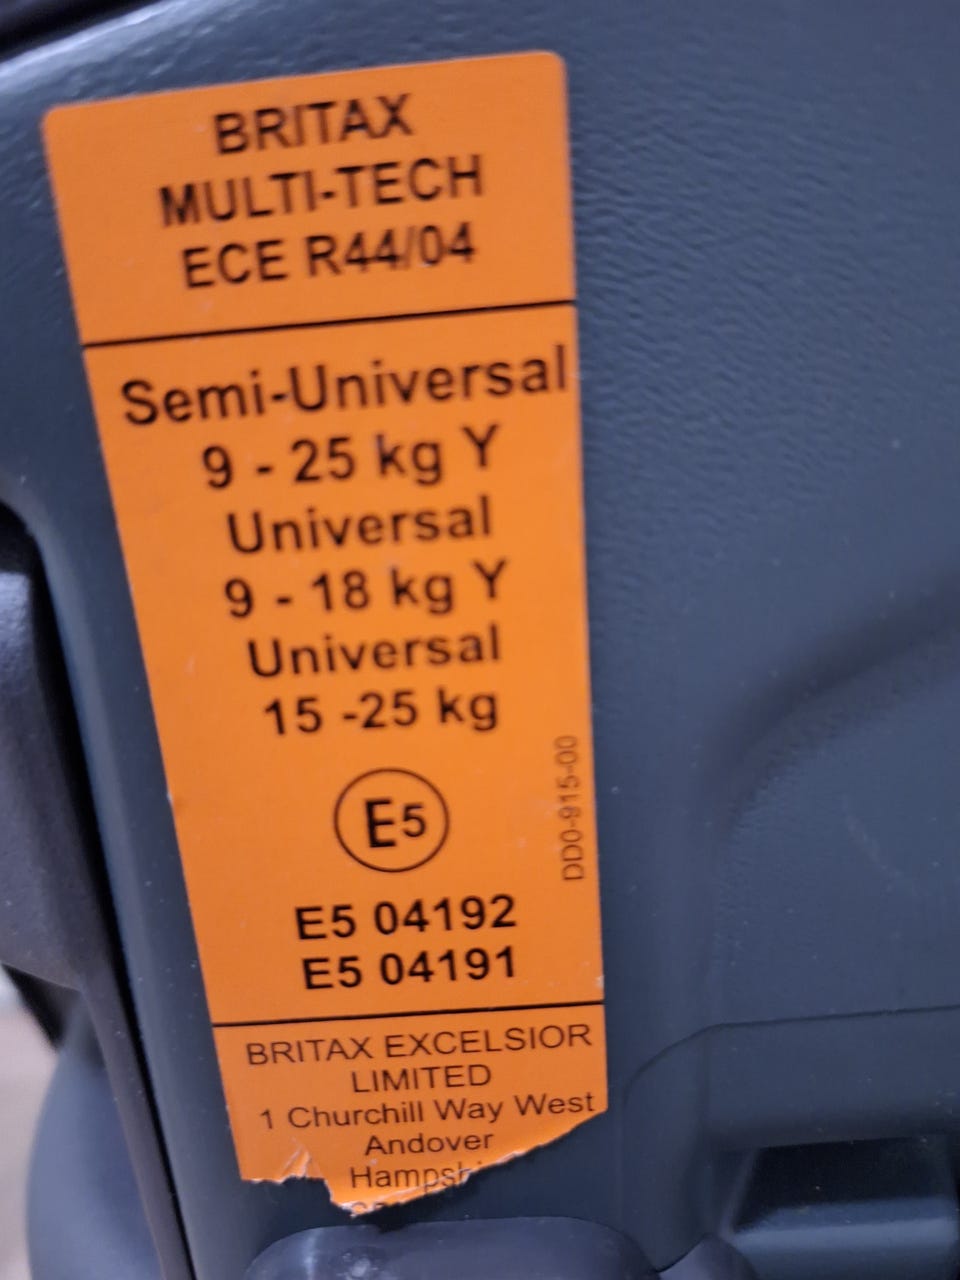 BRITAX
MULTI-TECH
ECE R44/04
Semi-Universal
9 - 25 kg Y
Universal
9 - 18 kg Y
Universal
15 -25 kg
E5
DD0-915-00
E5 04192
E5 04191
BRITAX EXCELSIOR
LIMITED
1 Churchill Way West
Andover